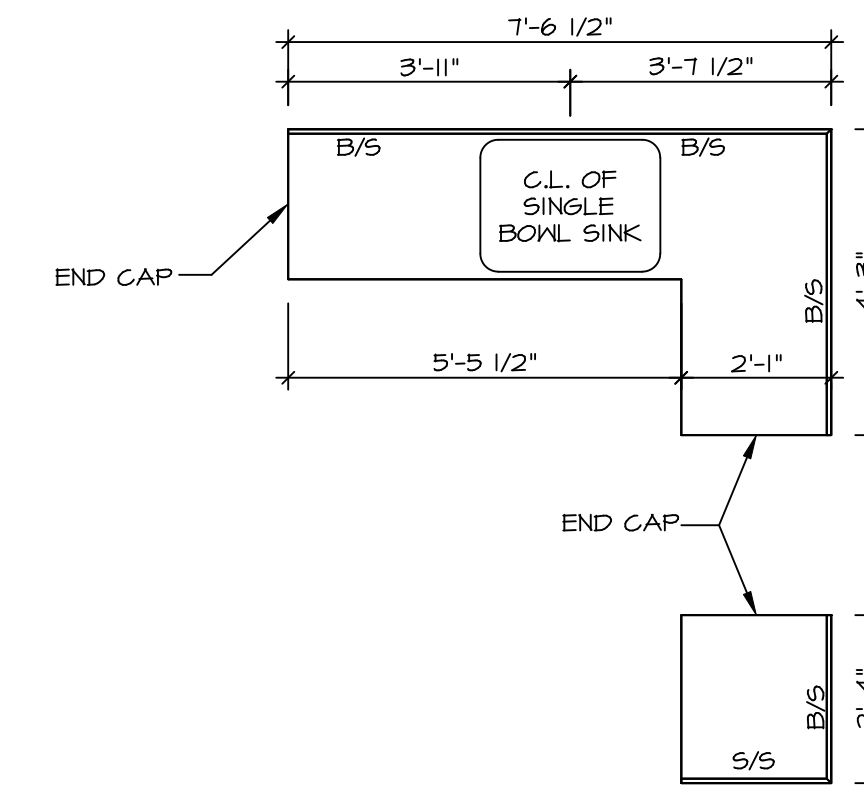 7'-6 1/2"
3'-11"
3'-7 1/2"
B/S
B/S
C.L. OF
SINGLE
BOWL SINK
END CAP
B/S
5'-5 1/2"
2'-1"
END CAP
B/S
S/S